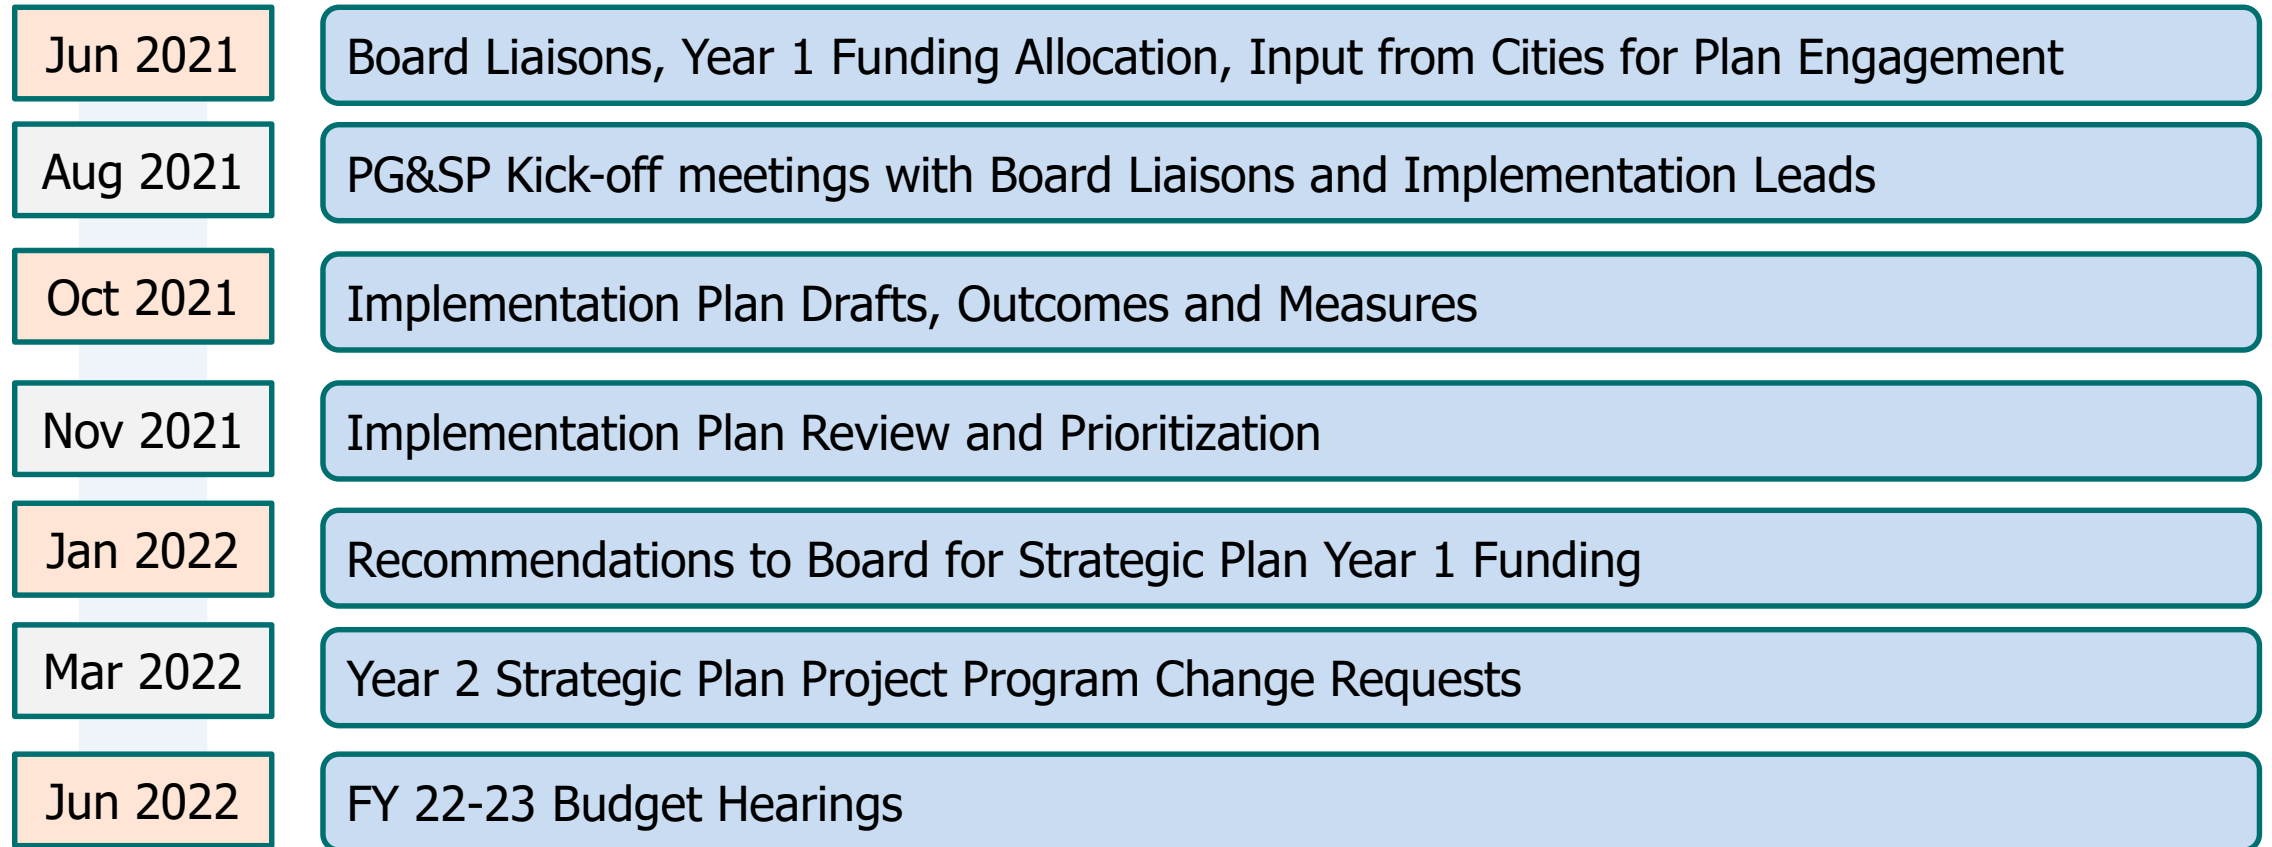 Jun 2021
Board Liaisons, Year 1 Funding Allocation, Input from Cities for Plan Engagement
Aug 2021
PG&SP Kick-off meetings with Board Liaisons and Implementation Leads
Oct 2021
Implementation Plan Drafts, Outcomes and Measures
Nov 2021
Implementation Plan Review and Prioritization
Jan 2022
Recommendations to Board for Strategic Plan Year 1 Funding
Mar 2022
Year 2 Strategic Plan Project Program Change Requests
Jun 2022
FY 22-23 Budget Hearings